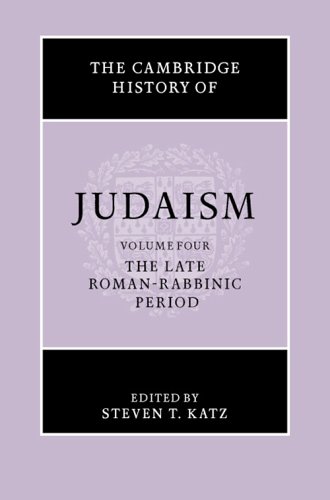 THE CAMBRIDGE
HISTORY OF
JUDAISM
VOLUME FOUR
THE LATE
ROMAN-RABBINIC
PERIOD
EDITED BY
STEVEN T. KATZ